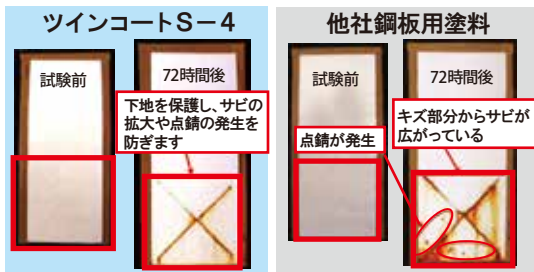 ツインコートS－4
試験前
72時間後
下地を保護し、サビの
拡大や点錆の発生を
防ぎます
他社鋼板用塗料
試験前
72時間後
キズ部分からサビが
広がっている
点錆が発生